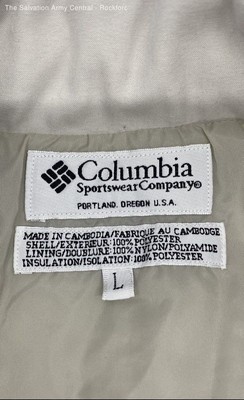 The Salvation Army Central - Rockford
Columbia
Sportswear Company®
PORTLAND, OREGON U.S.A.
MADE IN CAMBODIA/FABRIQUE AU CAMBODGE
SHELL/EXTERIEUR: 100% POLYESTER
LINING/DOUBLURE: 100% NYLON/POLYAMIDE
INSULATION/ISOLATION: 100% POLYESTER
L